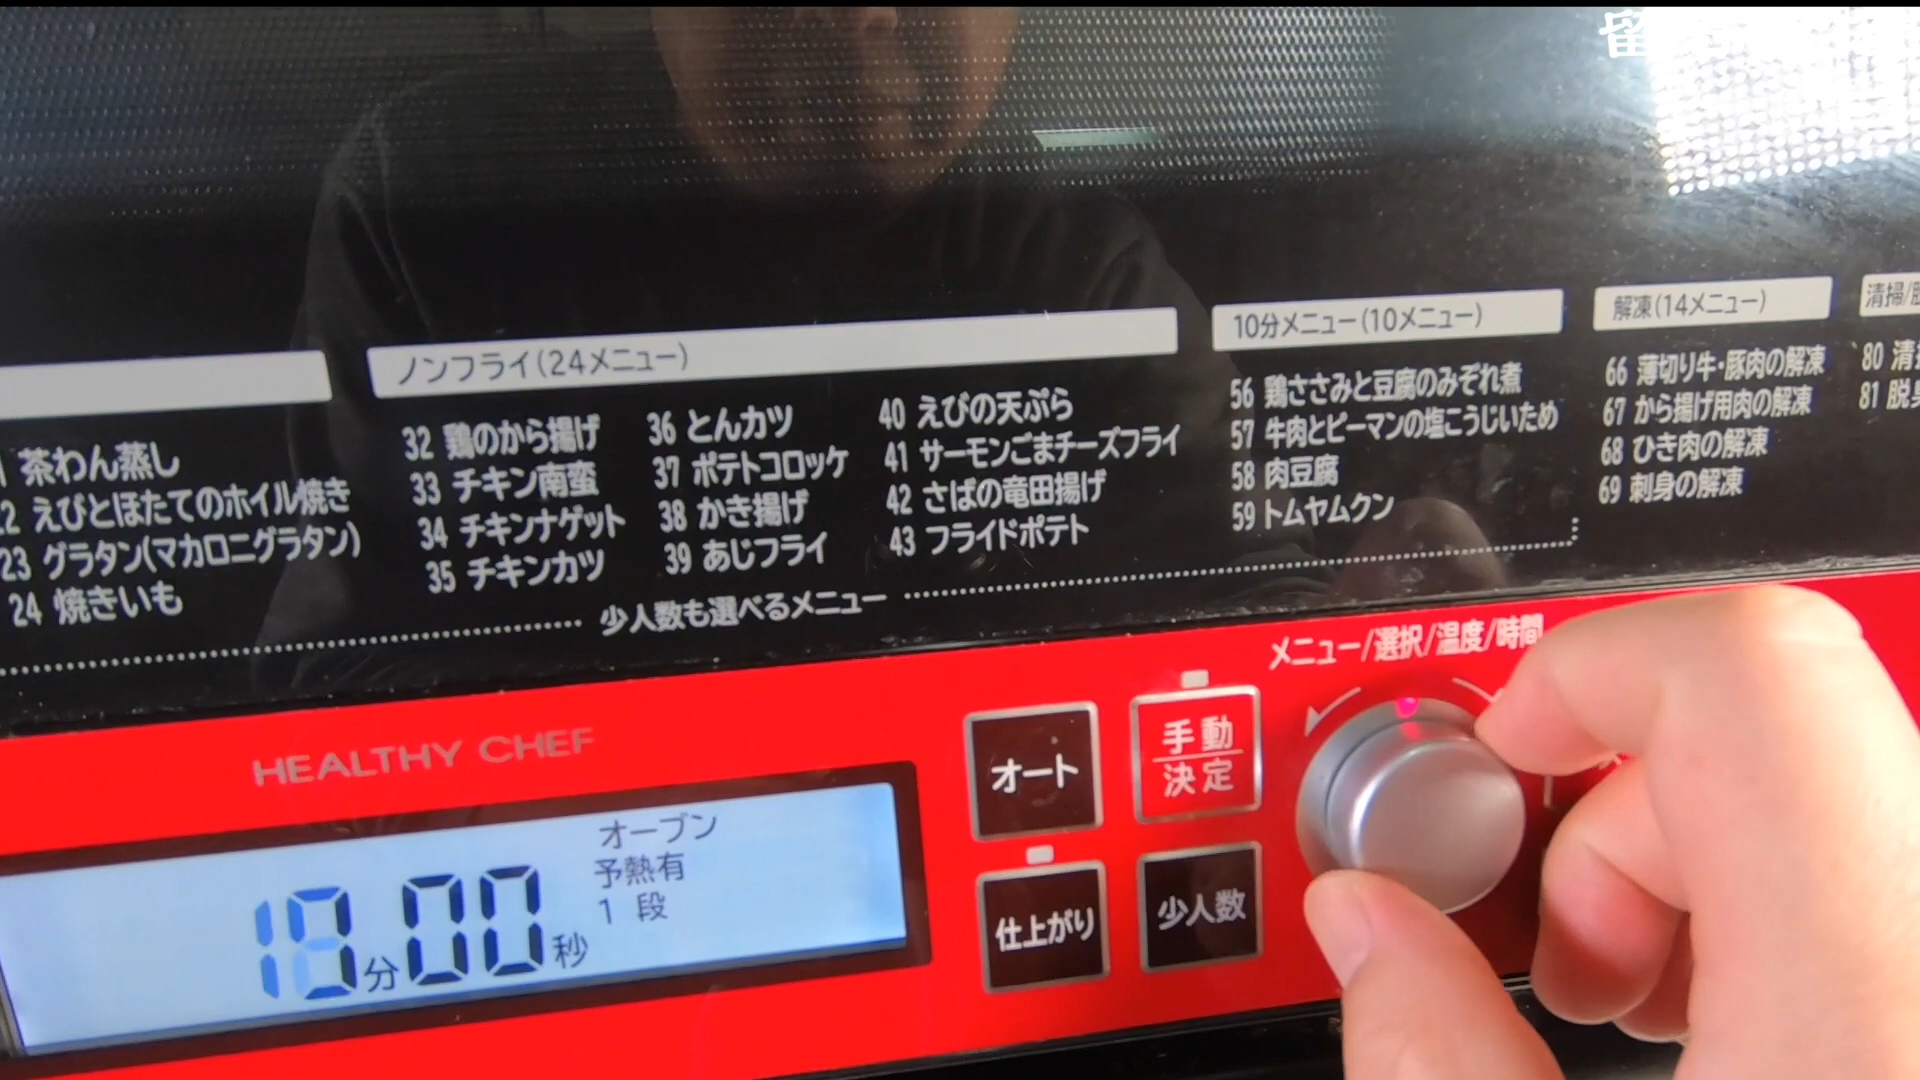 留
ノンフライ(24メニュー)
10分メニュー(10メニュー)
解凍(14メニュー)
清掃/脱
茶わん蒸し
22 えびとほたてのホイル焼き
23 グラタン(マカロニグラタン)
24 焼きいも
32 鶏のから揚げ
33 チキン南蛮
34 チキンナゲット
35 チキンカツ
36 とんカツ
37 ポテトコロッケ
38 かき揚げ
39 あじフライ
40 えびの天ぷら
41 サーモンごまチーズフライ
42 さばの竜田揚げ
43 フライドポテト
56 鶏ささみと豆腐のみぞれ煮
57 牛肉とピーマンの塩こうじいため
58 肉豆腐
59 トムヤムクン
66 薄切り牛・豚肉の解凍
67 から揚げ用肉の解凍
68 ひき肉の解凍
69 刺身の解凍
80 清掃
81 脱臭
少人数も選べるメニュー
メニュー/選択/温度/時間
HEALTHY CHEF
オート
手動
決定
仕上がり
少人数
オーブン
予熱有
1 段
分00秒